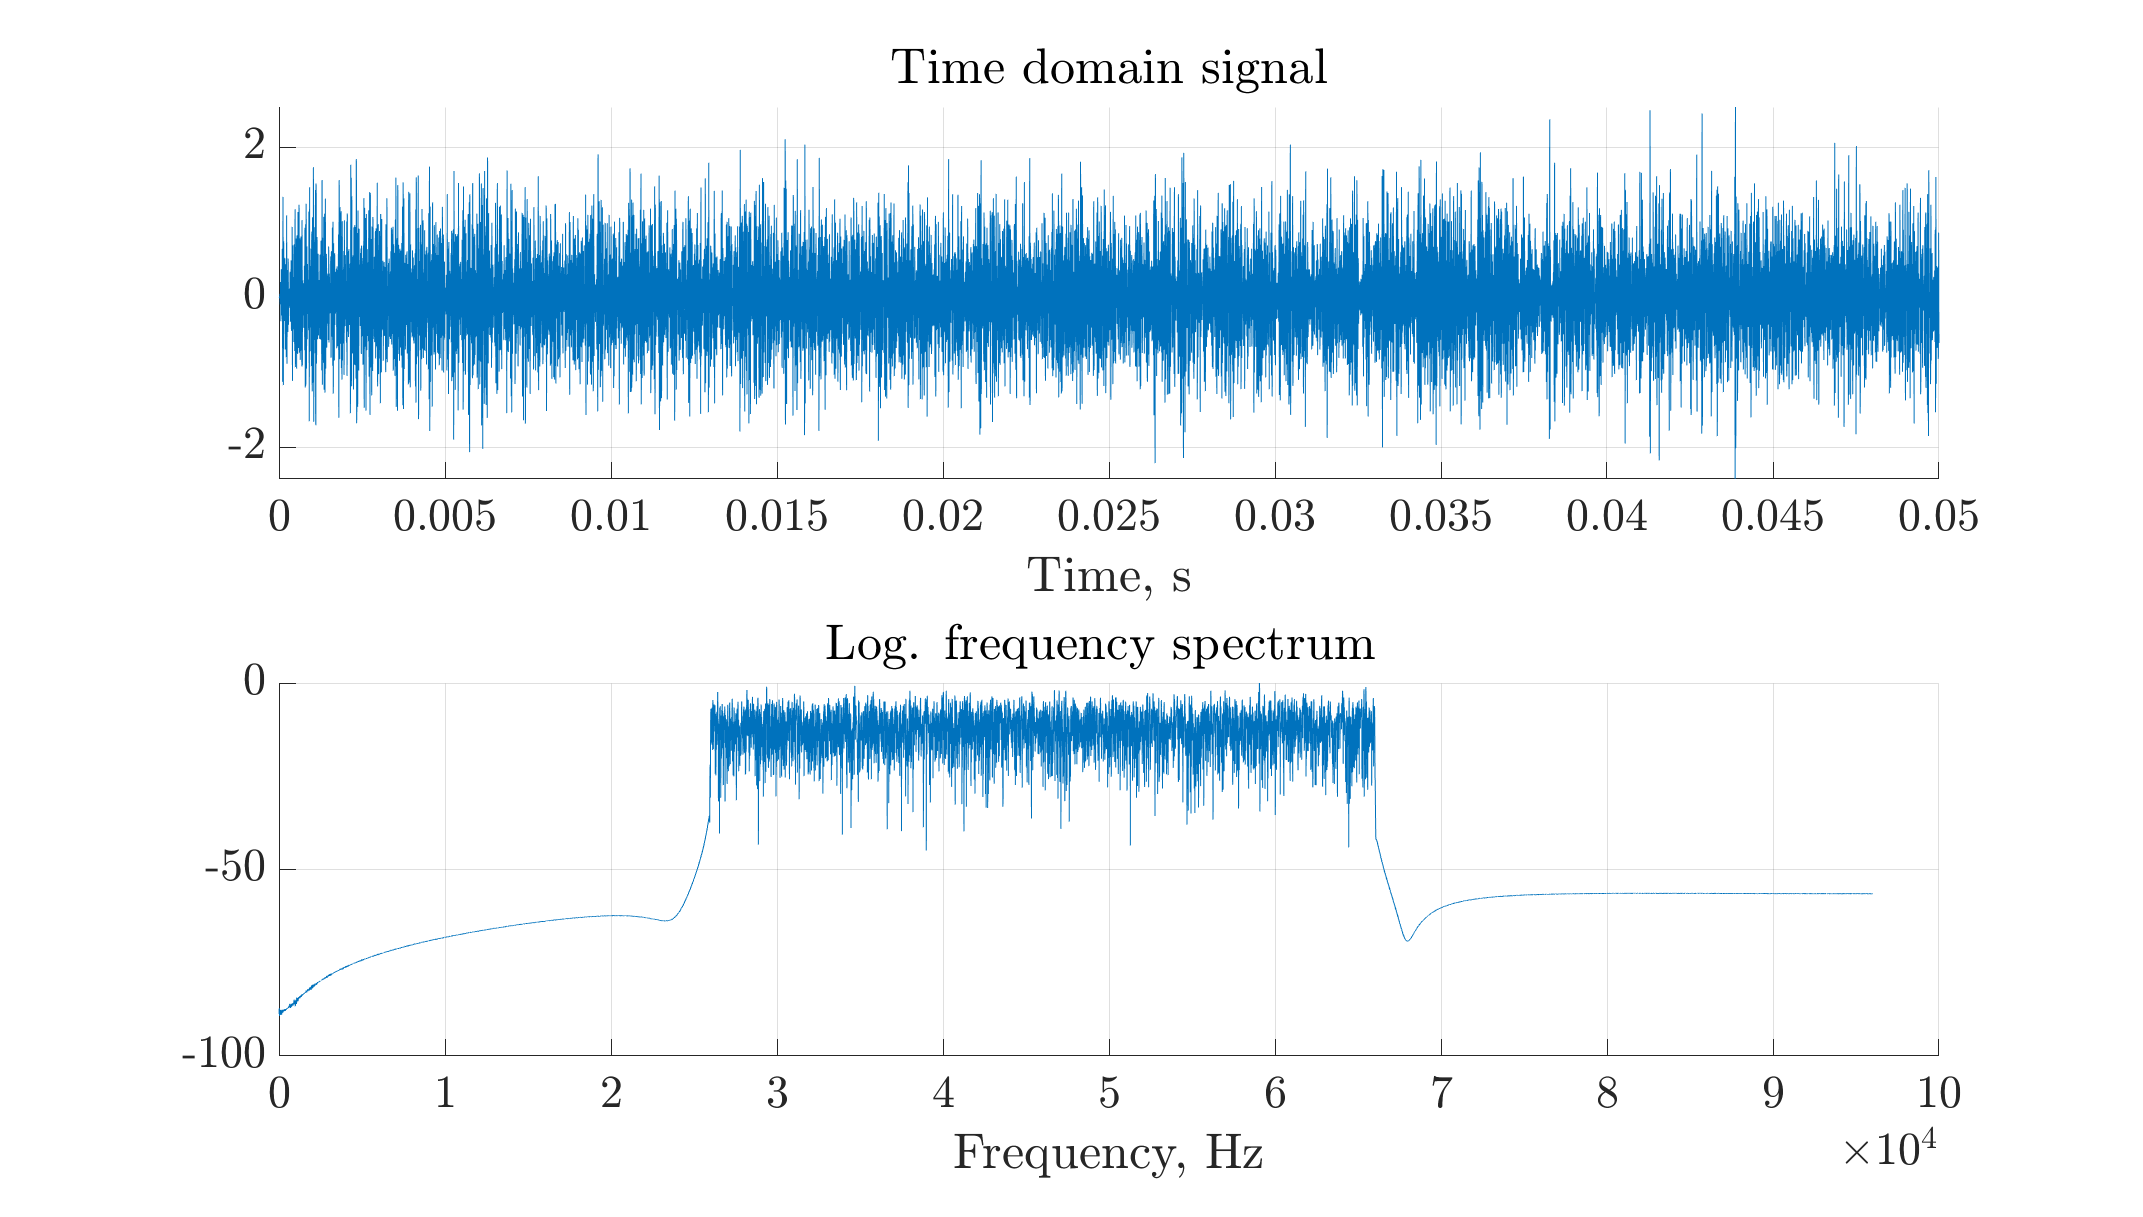 Time domain signal
2
0
-2
0 0.005 0.01 0.015 0.02 0.025 0.03 0.035 0.04 0.045 0.05
Time, s
Log. frequency spectrum
0
-50
-100
0 1 2 3 4 5 6 7 8 9 10
Frequency, Hz
×10⁴